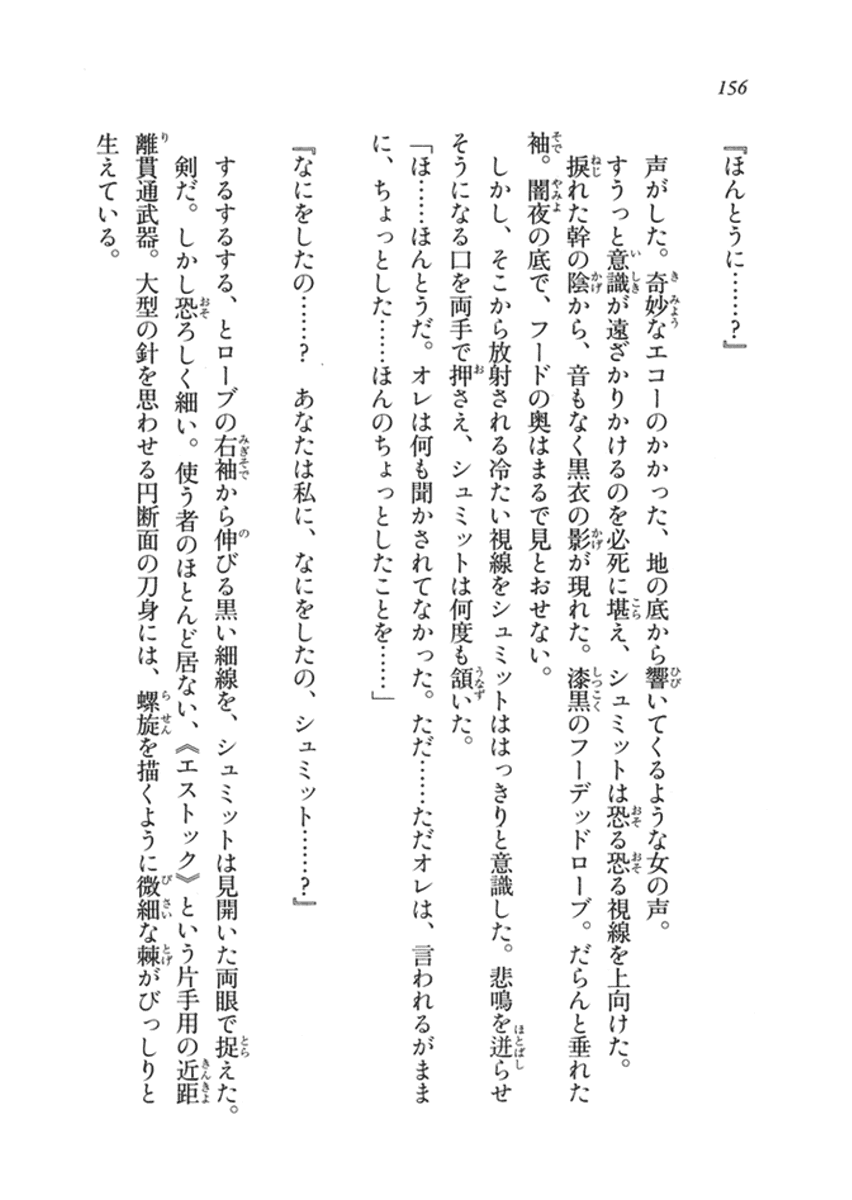 156
『ほんとうに……？』
声がした。奇妙なエコーのかかった、地の底から響いてくるような女の声。
すうっと意識が遠ざかりかけるのを必死に堪え、シュミットは恐る恐る視線を上向けた。
捩れた幹の陰から、音もなく黒衣の影が現れた。漆黒のフーデッドローブ。だらんと垂れた
袖。闇夜の底で、フードの奥はまるで見とおせない。
しかし、そこから放射される冷たい視線をシュミットははっきりと意識した。悲鳴を迸らせ
そうになる口を両手で押さえ、シュミットは何度も頷いた。
「ほ……ほんとうだ。オレは何も聞かされてなかった。ただ……ただオレは、言われるがまま
に、ちょっとした……ほんのちょっとしたことを……」
『なにをしたの……？　あなたは私に、なにをしたの、シュミット……？』
するするする、とローブの右袖から伸びる黒い細線を、シュミットは見開いた両眼で捉えた。
剣だ。しかし恐ろしく細い。使う者のほとんど居ない、《エストック》という片手用の近距
離貫通武器。大型の針を思わせる円断面の刀身には、螺旋を描くように微細な棘がびっしりと
生えている。